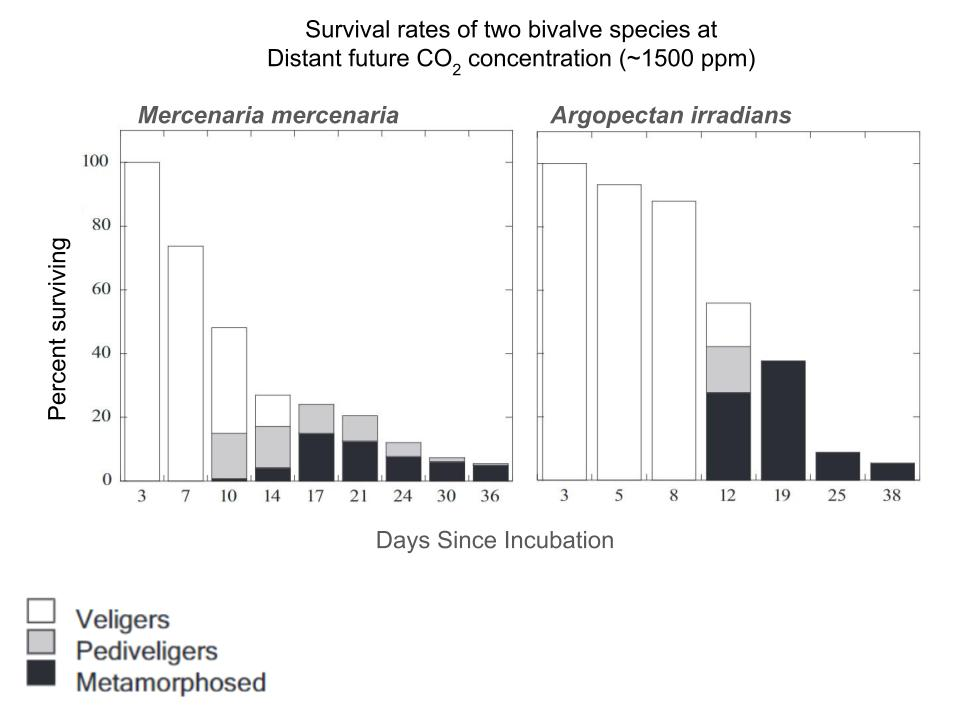 Survival rates of two bivalve species at
Distant future CO2 concentration (~1500 ppm)
Mercenaria mercenaria
Argopectan irradians
Percent surviving
100
80
60
40
20
0
3 7 10 14 17 21 24 30 36
3 5 8 12 19 25 38
Days Since Incubation
Veligers
Pediveligers
Metamorphosed